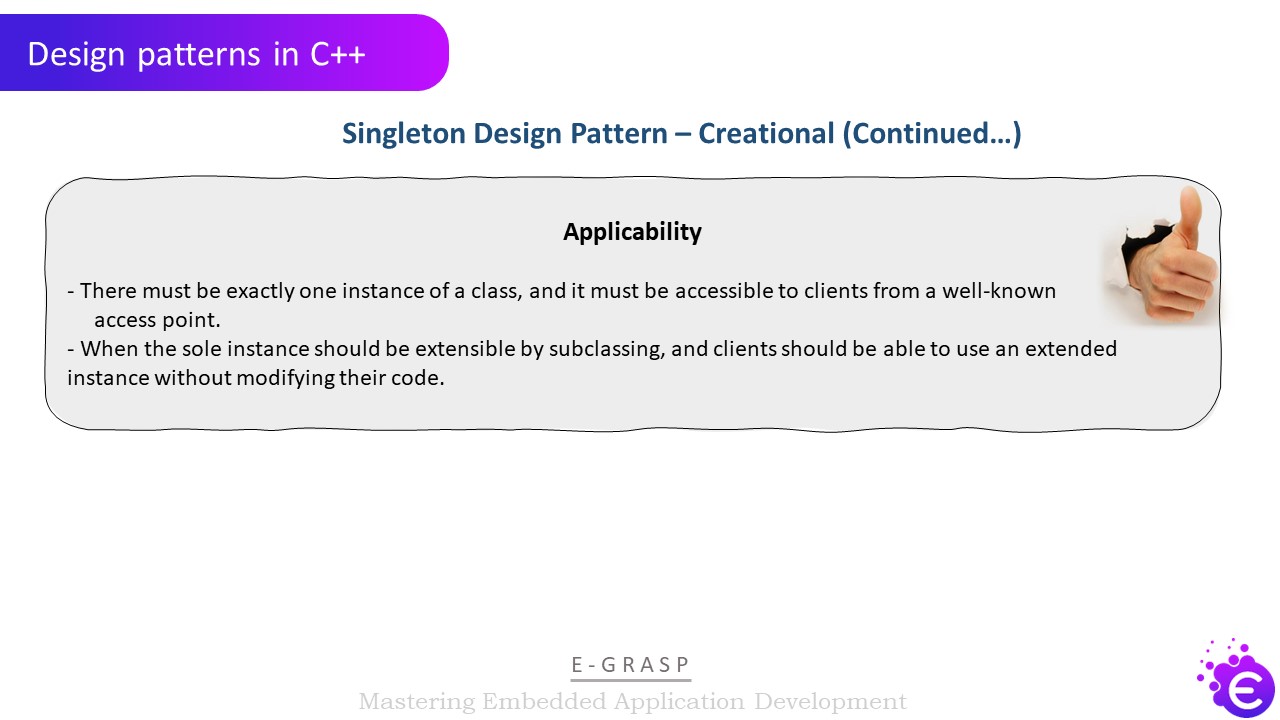 Design patterns in C++
Singleton Design Pattern – Creational (Continued…)
Applicability
- There must be exactly one instance of a class, and it must be accessible to clients from a well-known
access point.
- When the sole instance should be extensible by subclassing, and clients should be able to use an extended
instance without modifying their code.
E-GRASP
Mastering Embedded Application Development